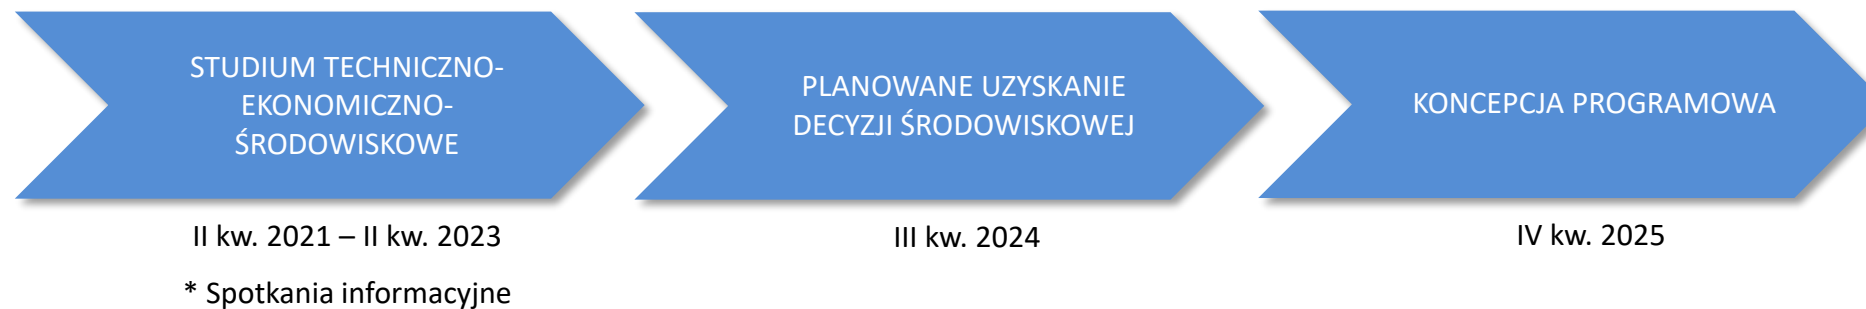 STUDIUM TECHNICZNO-
EKONOMICZNO-
ŚRODOWISKOWE
II kw. 2021 – II kw. 2023
* Spotkania informacyjne
PLANOWANE UZYSKANIE
DECYZJI ŚRODOWISKOWEJ
III kw. 2024
KONCEPCJA PROGRAMOWA
IV kw. 2025